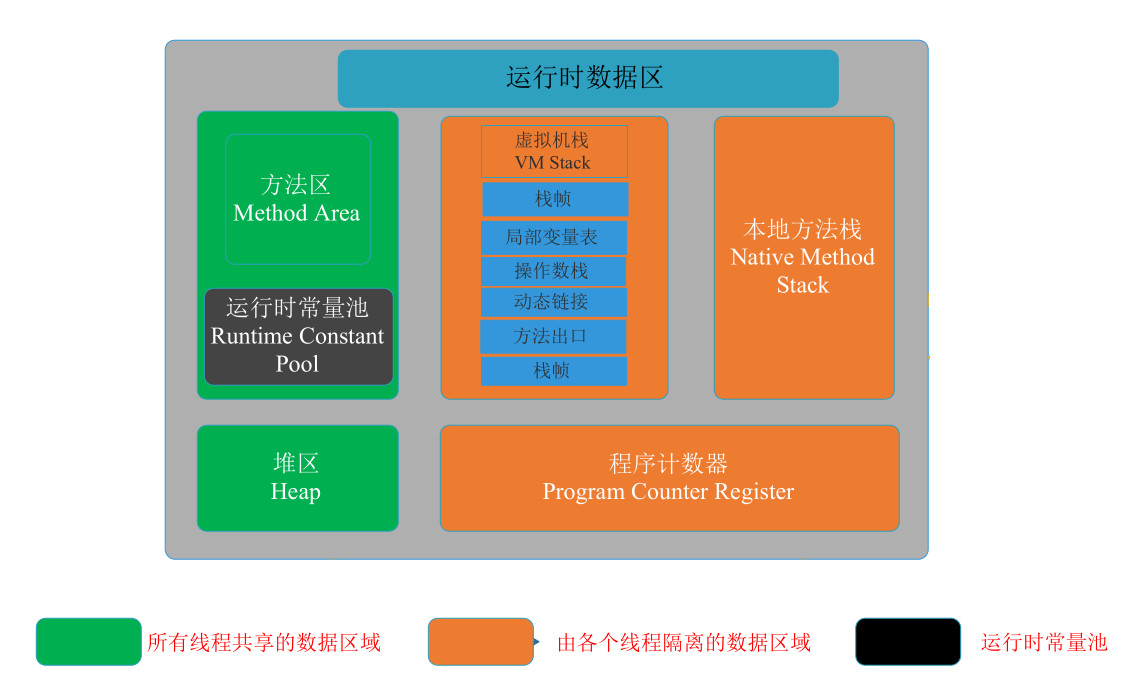 运行时数据区
方法区
Method Area
运行时常量池
Runtime Constant
Pool
虚拟机栈
VM Stack
栈帧
局部变量表
操作数栈
动态链接
方法出口
栈帧
本地方法栈
Native Method
Stack
堆区
Heap
程序计数器
Program Counter Register
所有线程共享的数据区域
由各个线程隔离的数据区域
运行时常量池